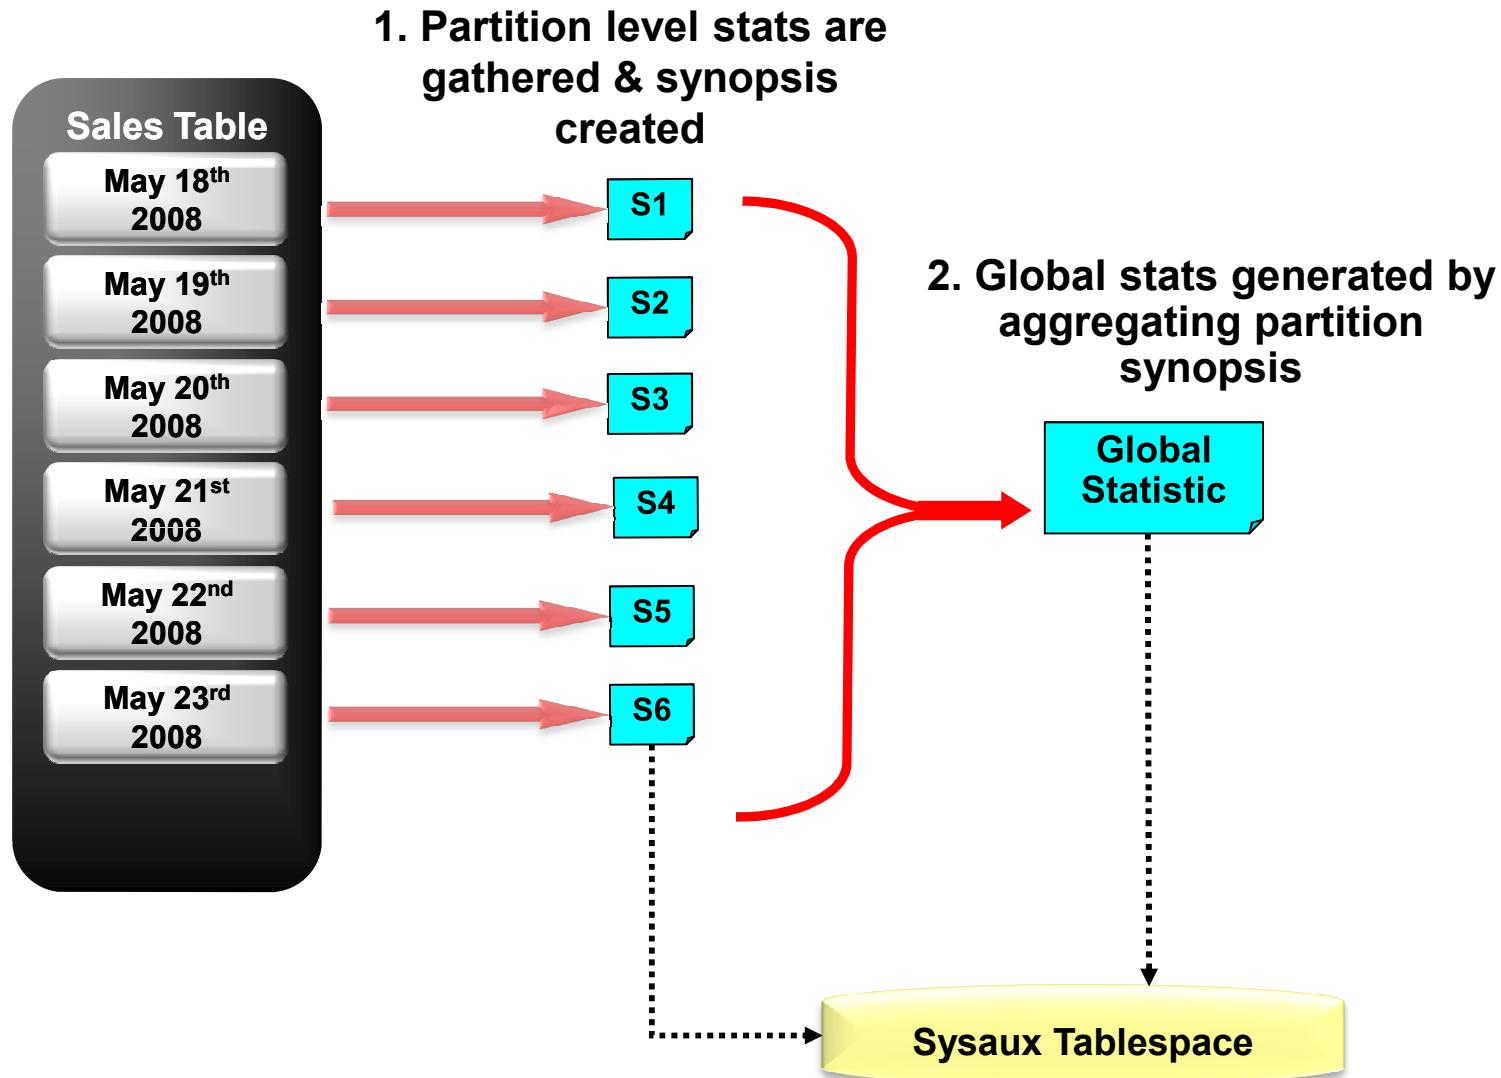 1. Partition level stats are
gathered & synopsis
created
Sales Table
May 18th
2008
May 19th
2008
May 20th
2008
May 21st
2008
May 22nd
2008
May 23rd
2008
S1
S2
S3
S4
S5
S6
2. Global stats generated by
aggregating partition
synopsis
Global
Statistic
Sysaux Tablespace